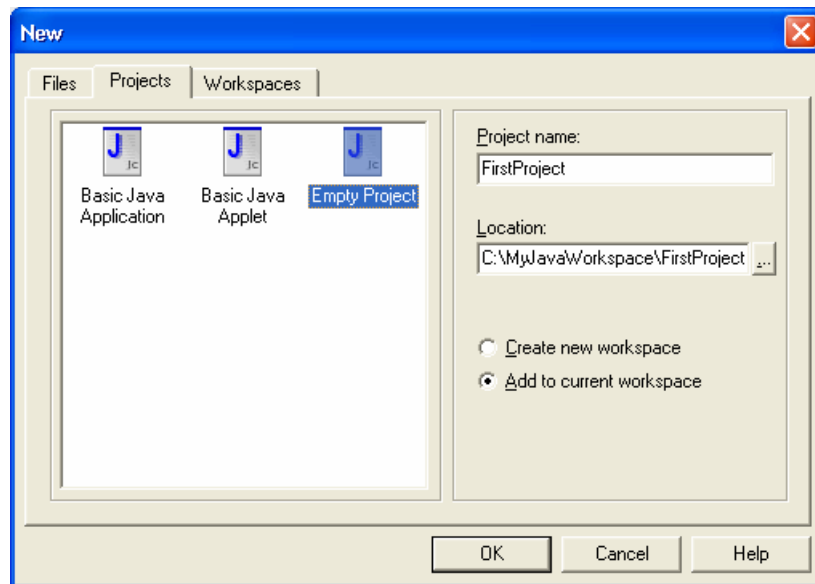 New
Files Projects Workspaces
J Jc
J Jc
J Jc
Basic Java
Application
Basic Java
Applet
Empty Project
Project name:
FirstProject
Location:
C:\MyJavaWorkspace\FirstProject
...
Create new workspace
Add to current workspace
OK Cancel Help